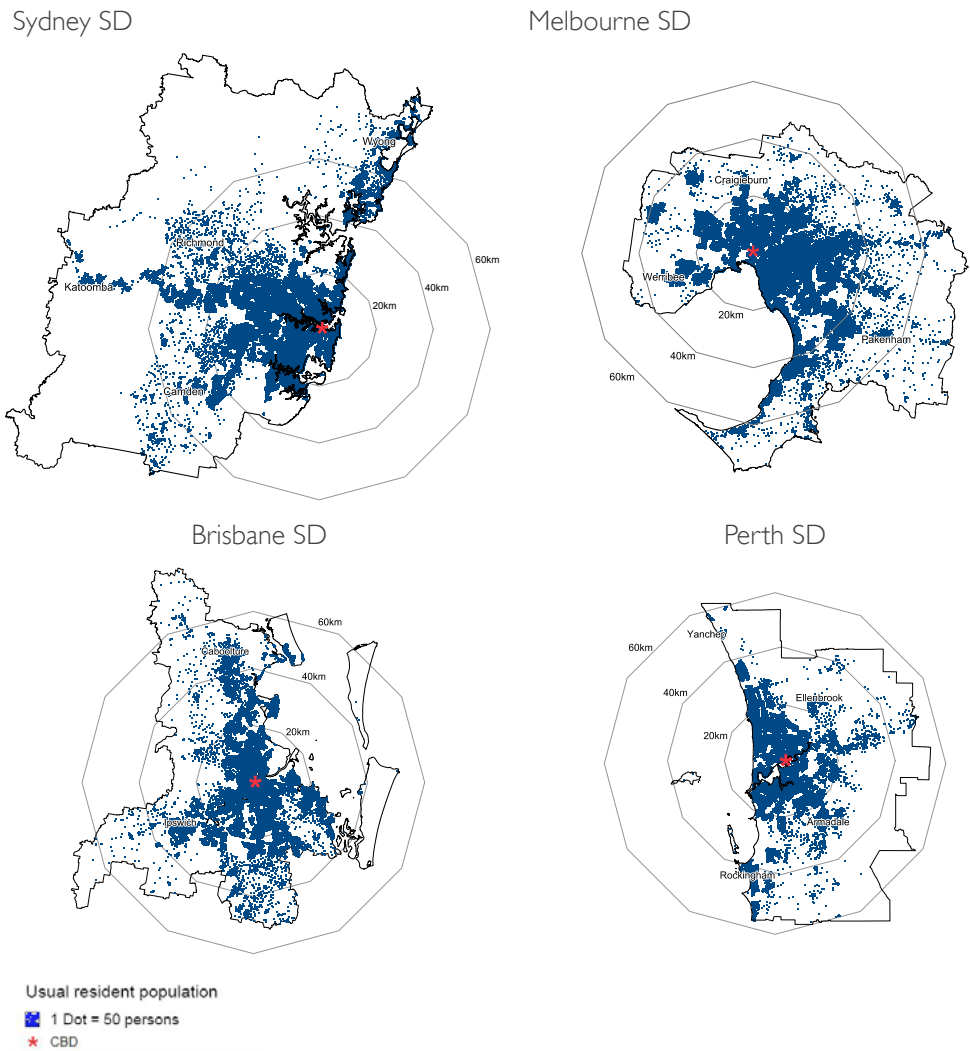 Sydney SD
Melbourne SD
Wyong
Richmond
Katoomba
Camden
20km
40km
60km
Craigieburn
Werribee
Pakenham
20km
40km
60km
Brisbane SD
Perth SD
Caboolture
Ipswich
60km
40km
20km
Yanchep
60km
40km
20km
Ellenbrook
Armadale
Rockingham
Usual resident population
1 Dot = 50 persons
CBD